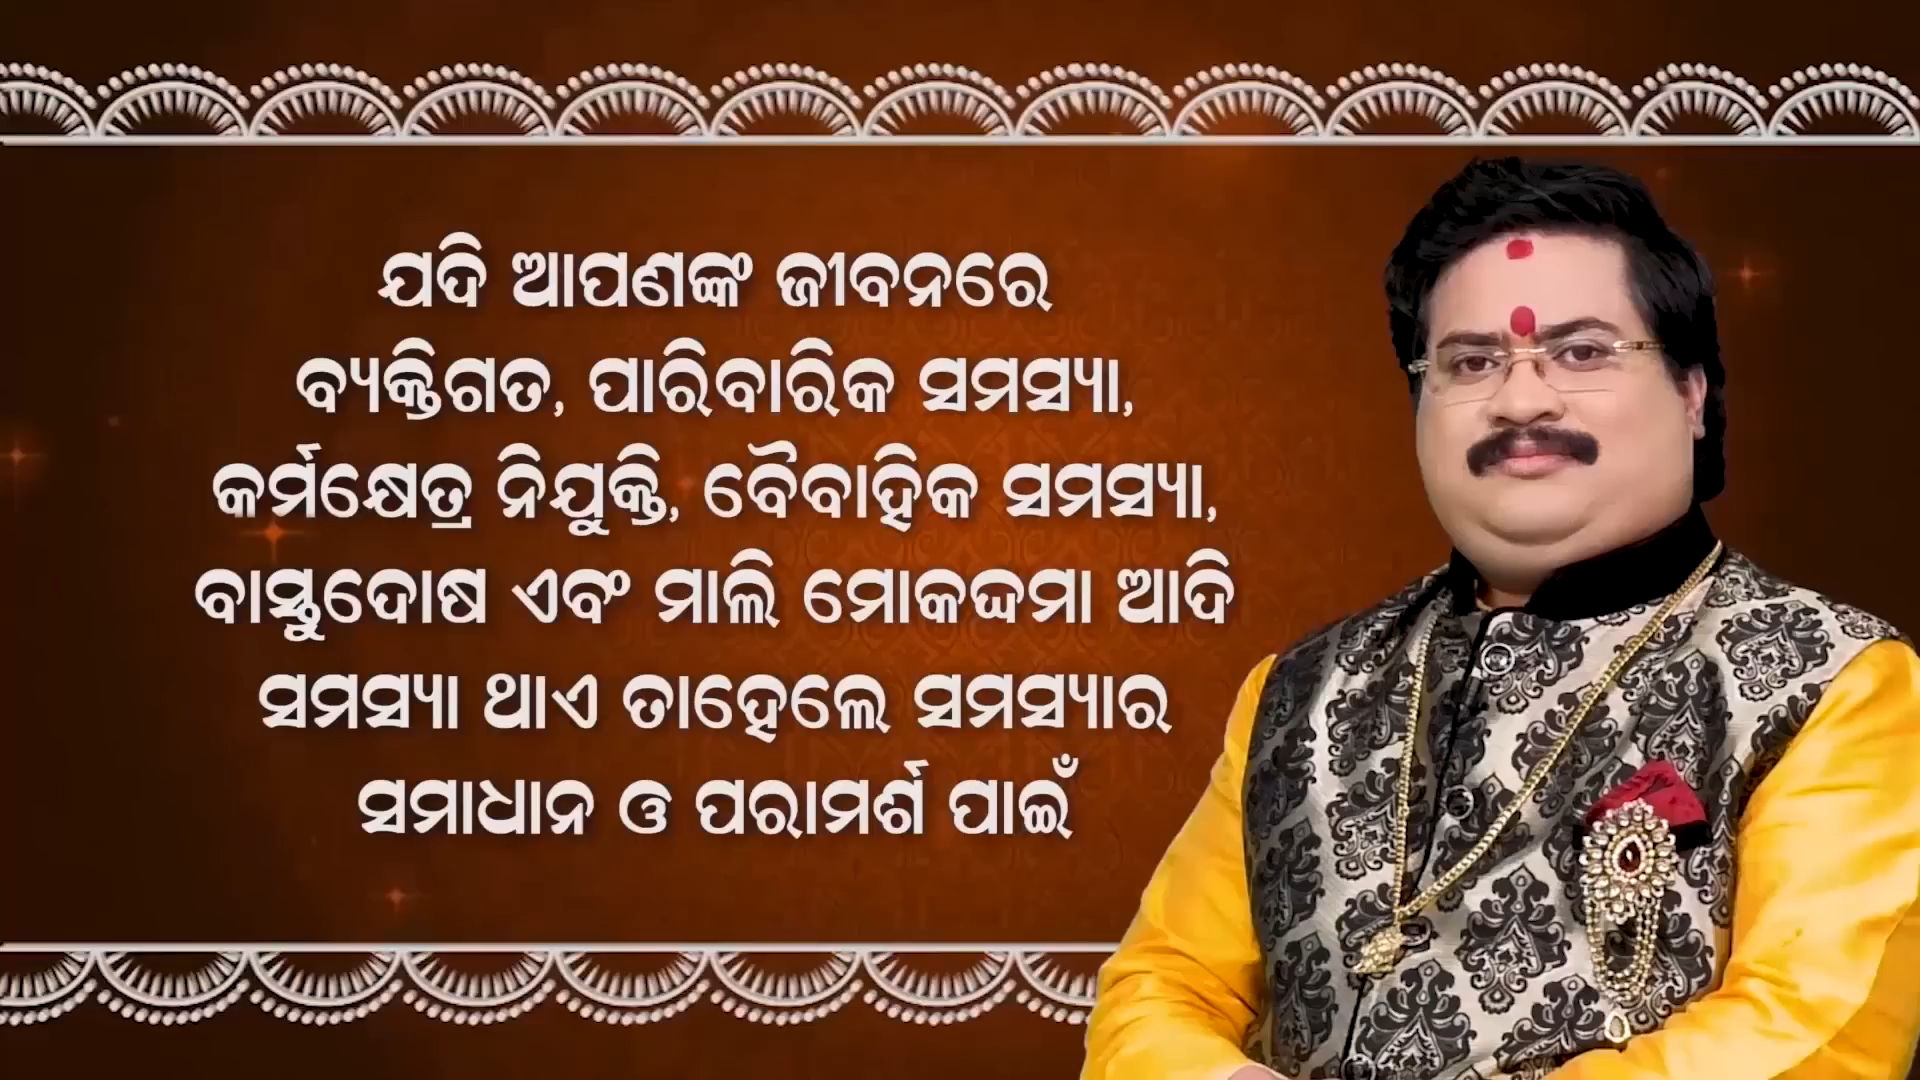 ଯଦି ଆପଣଙ୍କ ଜୀବନରେ
ବ୍ୟକ୍ତିଗତ, ପାରିବାରିକ ସମସ୍ୟା,
କର୍ମକ୍ଷେତ୍ର ନିଯୁକ୍ତି, ବୈବାହିକ ସମସ୍ୟା,
ବାସ୍ତୁଦୋଷ ଏବଂ ମାଲି ମୋକଦ୍ଦମା ଆଦି
ସମସ୍ୟା ଥାଏ ତାହେଲେ ସମସ୍ୟାର
ସମାଧାନ ଓ ପରାମର୍ଶ ପାଇଁ